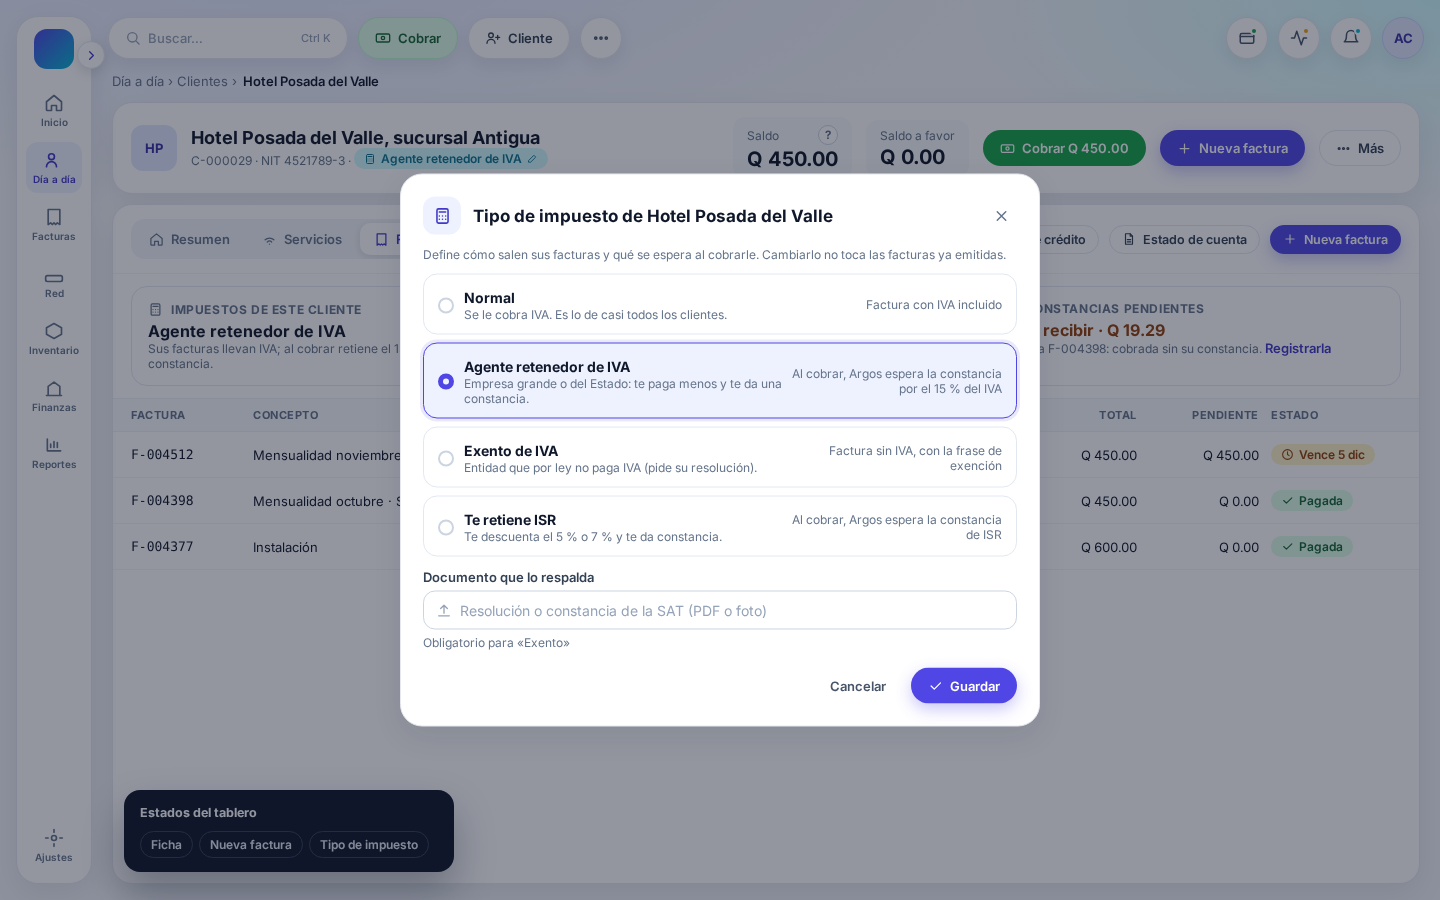 Buscar...
Ctrl K
Cobrar
Cliente
AC
Día a día › Clientes › Hotel Posada del Valle
Inicio
Día a día
Facturas
Red
Inventario
Finanzas
Reportes
Ajustes
HP
Hotel Posada del Valle, sucursal Antigua
C-000029 · NIT 4521789-3 · Agente retenedor de IVA
Saldo
?
Q 450.00
Saldo a favor
Q 0.00
Cobrar Q 450.00
Nueva factura
Más
Resumen
Servicios
crédito
Estado de cuenta
Nueva factura
IMPUESTOS DE ESTE CLIENTE
Agente retenedor de IVA
Sus facturas llevan IVA; al cobrar retiene el 1
constancia.
NSTANCIAS PENDIENTES
recibir · Q 19.29
a F-004398: cobrada sin su constancia. Registrarla
FACTURA
CONCEPTO
TOTAL
PENDIENTE
ESTADO
F-004512
Mensualidad noviembre
Q 450.00
Q 450.00
Vence 5 dic
F-004398
Mensualidad octubre · S
Q 450.00
Q 0.00
Pagada
F-004377
Instalación
Q 600.00
Q 0.00
Pagada
Tipo de impuesto de Hotel Posada del Valle
Define cómo salen sus facturas y qué se espera al cobrarle. Cambiarlo no toca las facturas ya emitidas.
Normal
Se le cobra IVA. Es lo de casi todos los clientes.
Factura con IVA incluido
Agente retenedor de IVA
Empresa grande o del Estado: te paga menos y te da una
constancia.
Al cobrar, Argos espera la constancia
por el 15 % del IVA
Exento de IVA
Entidad que por ley no paga IVA (pide su resolución).
Factura sin IVA, con la frase de
exención
Te retiene ISR
Te descuenta el 5 % o 7 % y te da constancia.
Al cobrar, Argos espera la constancia
de ISR
Documento que lo respalda
Resolución o constancia de la SAT (PDF o foto)
Obligatorio para «Exento»
Cancelar
Guardar
Estados del tablero
Ficha
Nueva factura
Tipo de impuesto